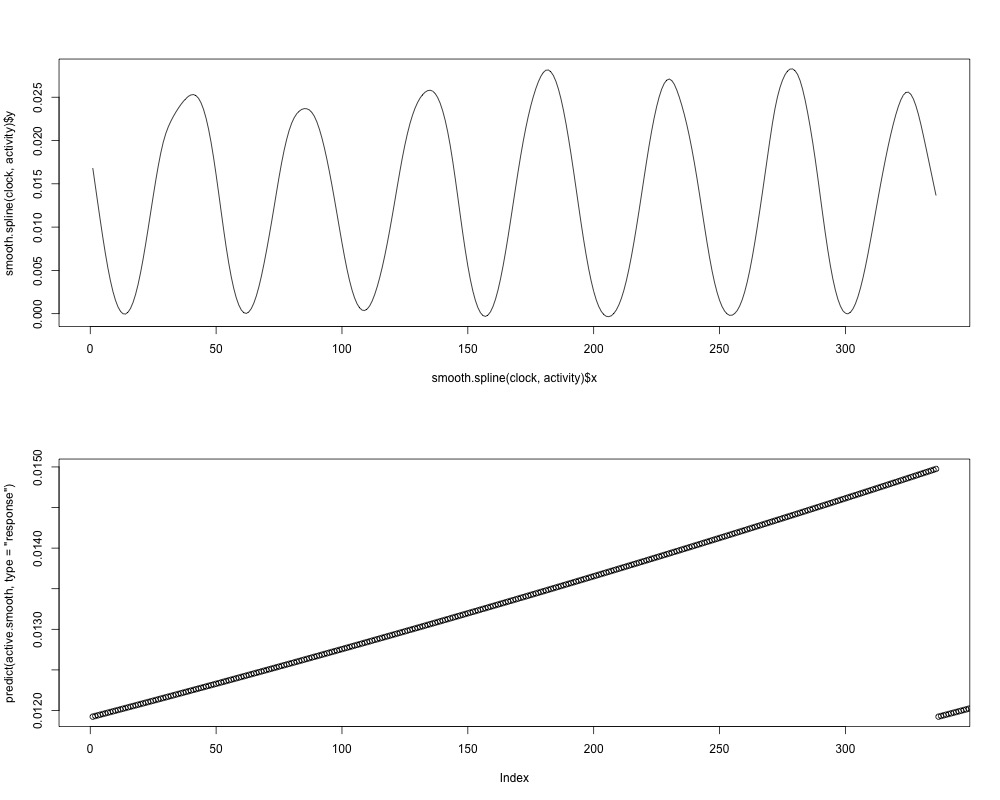 smooth.spline(clock, activity)$y
0.025
0.020
0.015
0.010
0.005
0.000
0 50 100 150 200 250 300
smooth.spline(clock, activity)$x
predict(active.smooth, type = "response")
0.0150
0.0140
0.0130
0.0120
0 50 100 150 200 250 300
Index